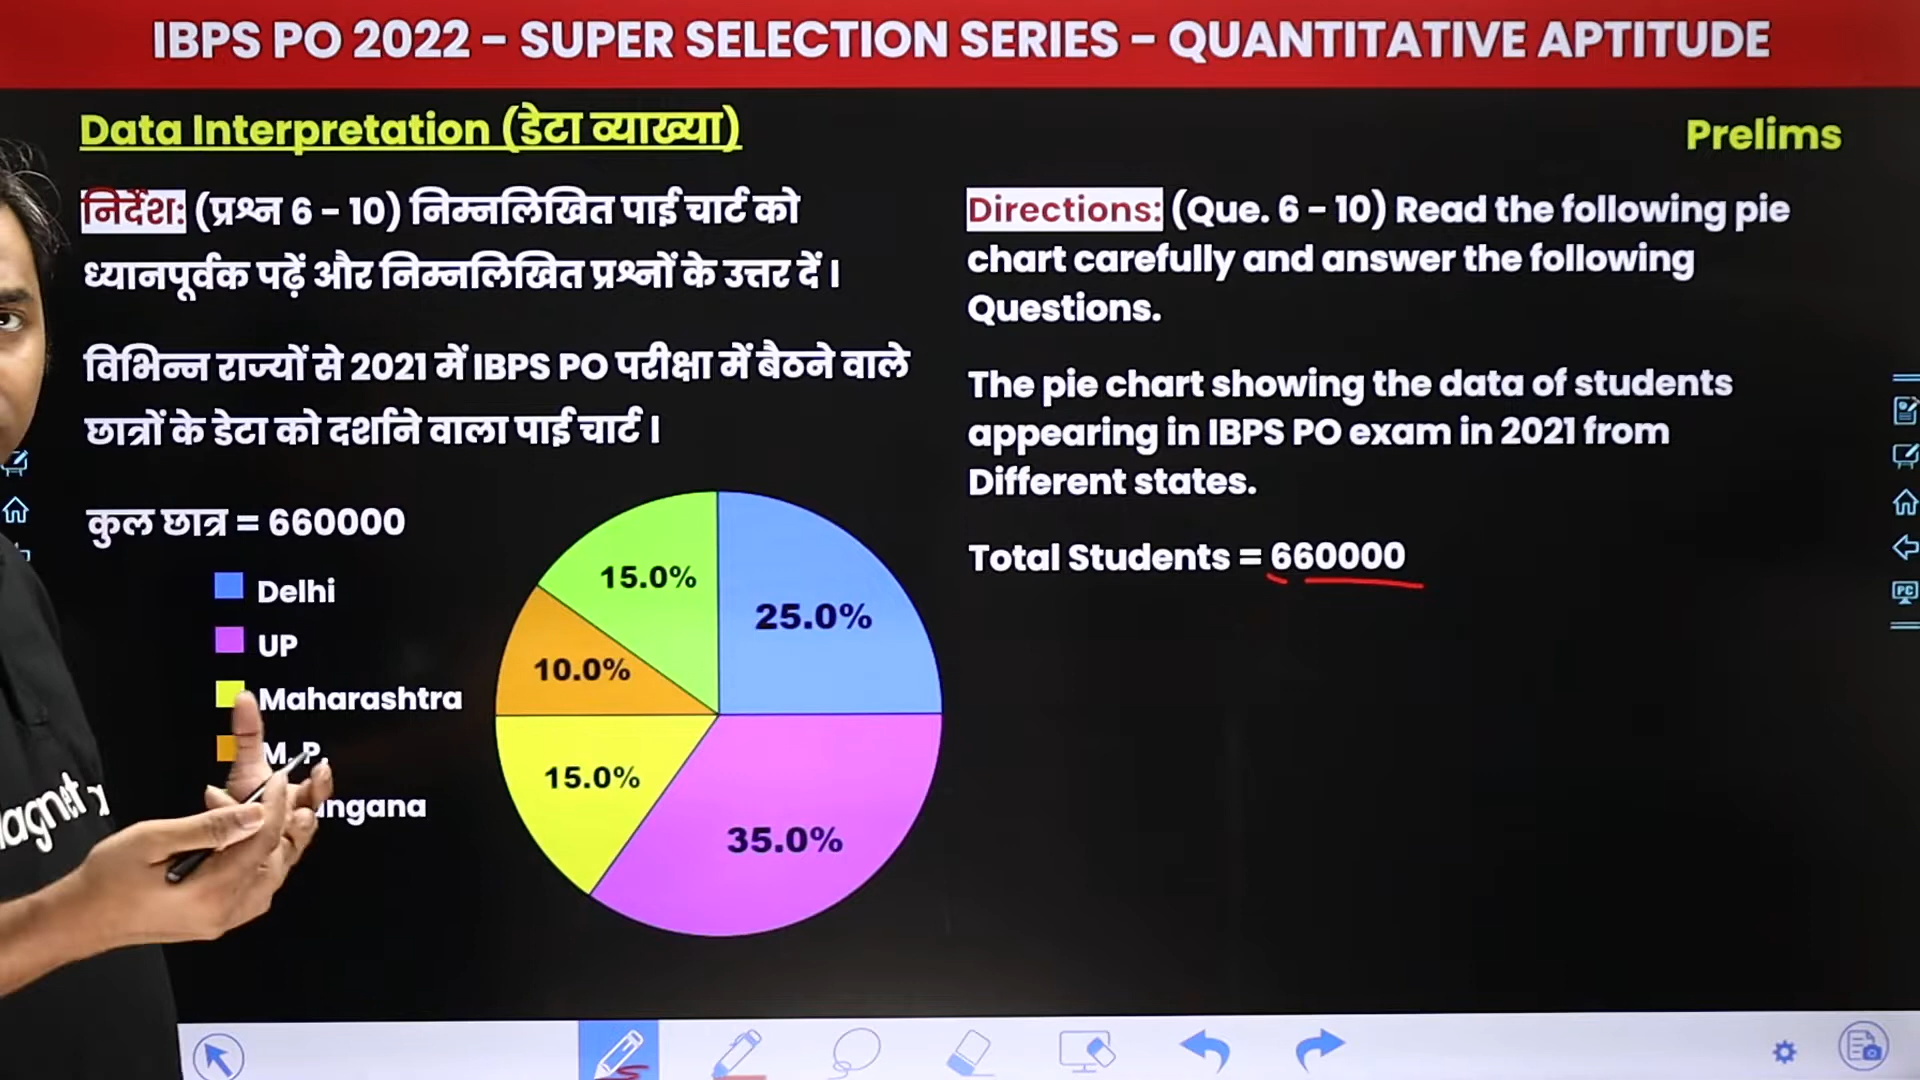 IBPS PO 2022 - SUPER SELECTION SERIES - QUANTITATIVE APTITUDE
Data Interpretation (डेटा व्याख्या)
Prelims
निर्देश: (प्रश्न 6 - 10) निम्नलिखित पाई चार्ट को
ध्यानपूर्वक पढ़ें और निम्नलिखित प्रश्नों के उत्तर दें।
विभिन्न राज्यों से 2021 में IBPS PO परीक्षा में बैठने वाले
छात्रों के डेटा को दर्शाने वाला पाई चार्ट।
कुल छात्र = 660000
Delhi
UP
Maharashtra
M. P.
15.0%
25.0%
10.0%
15.0%
35.0%
Directions: (Que. 6 - 10) Read the following pie
chart carefully and answer the following
Questions.
The pie chart showing the data of students
appearing in IBPS PO exam in 2021 from
Different states.
Total Students = 660000
PC